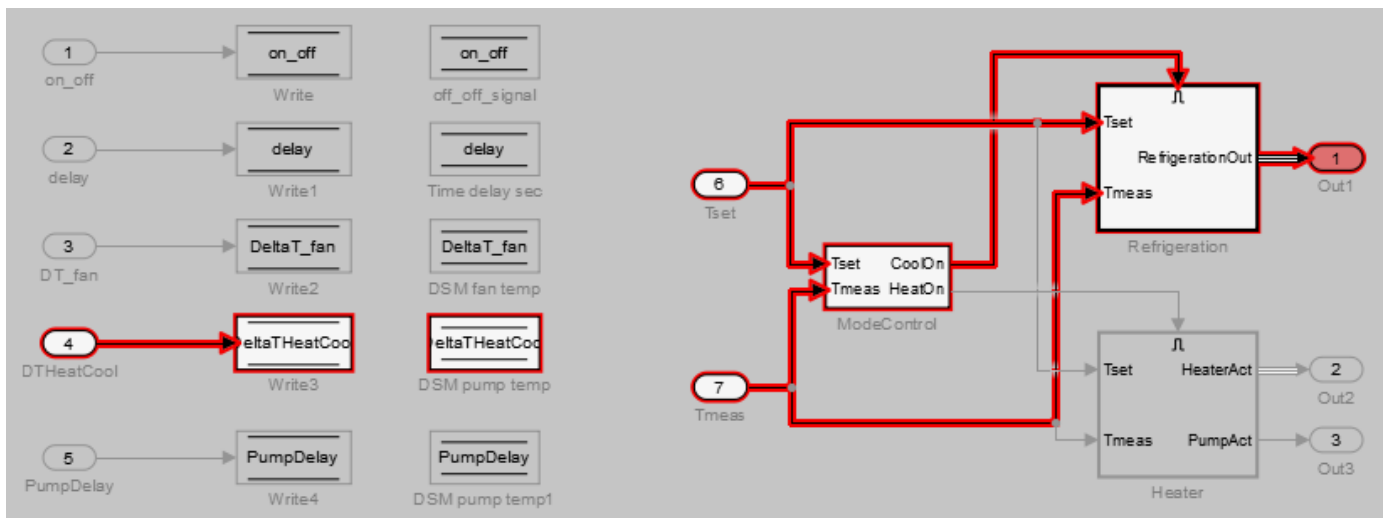 1
on_off
on_off
Write
on_off
off_off_signal
2
delay
delay
Write1
delay
Time delay sec
3
DT_fan
DeltaT_fan
Write2
DeltaT_fan
DSM fan temp
4
DTHeatCool
eltaTHeatCoo
Write3
eltaTHeatCoo
DSM pump temp
5
PumpDelay
PumpDelay
Write4
PumpDelay
DSM pump temp1
6
Tset
7
Tmeas
Tset CoolOn
Tmeas HeatOn
ModeControl
Tset
RefrigerationOut
Tmeas
Refrigeration
1
Out1
Tset HeaterAct
Tmeas PumpAct
Heater
2
Out2
3
Out3